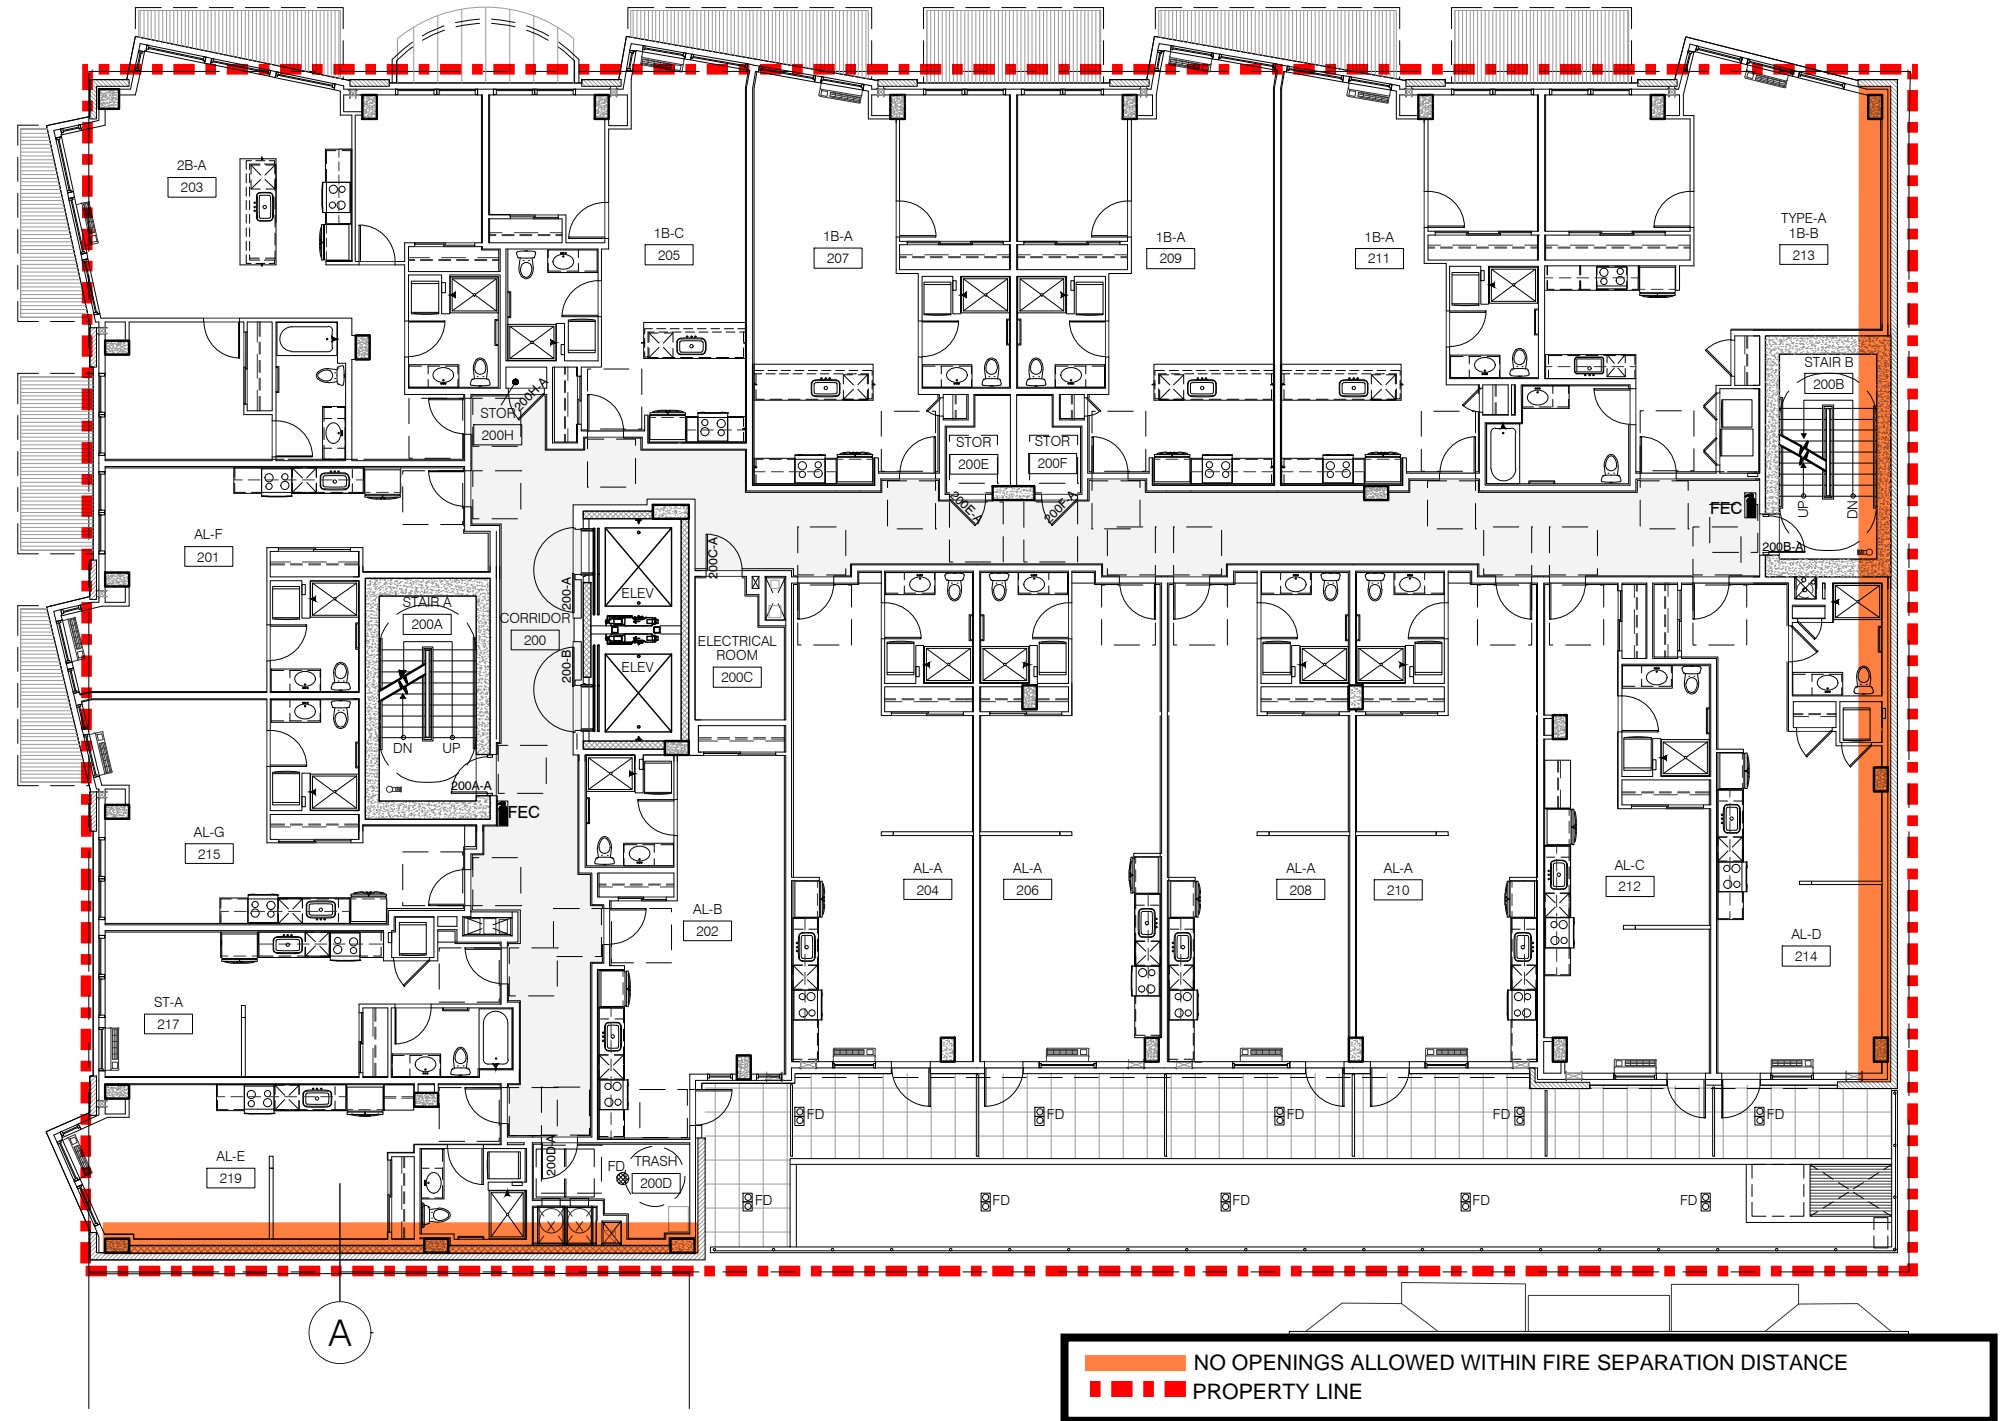 2B-A
203
1B-C
205
1B-A
207
1B-A
209
1B-A
211
TYPE-A
1B-B
213
STAIR B
200B
UP
DN
200B-A
FEC
STOR
200H
200H-A
STOR
200E
200E-A
STOR
200F
200F-A
AL-F
201
STAIR A
200A
DN
UP
200A-A
FEC
CORRIDOR
200
200-A
200-B
ELEV
ELEV
200C-A
ELECTRICAL
ROOM
200C
AL-G
215
AL-B
202
AL-A
204
AL-A
206
AL-A
208
AL-A
210
AL-C
212
AL-D
214
ST-A
217
AL-E
219
200D-A
FD
TRASH
200D
X
X
FD
FD
FD
FD
FD
FD
FD
FD
FD
FD
A
NO OPENINGS ALLOWED WITHIN FIRE SEPARATION DISTANCE
PROPERTY LINE